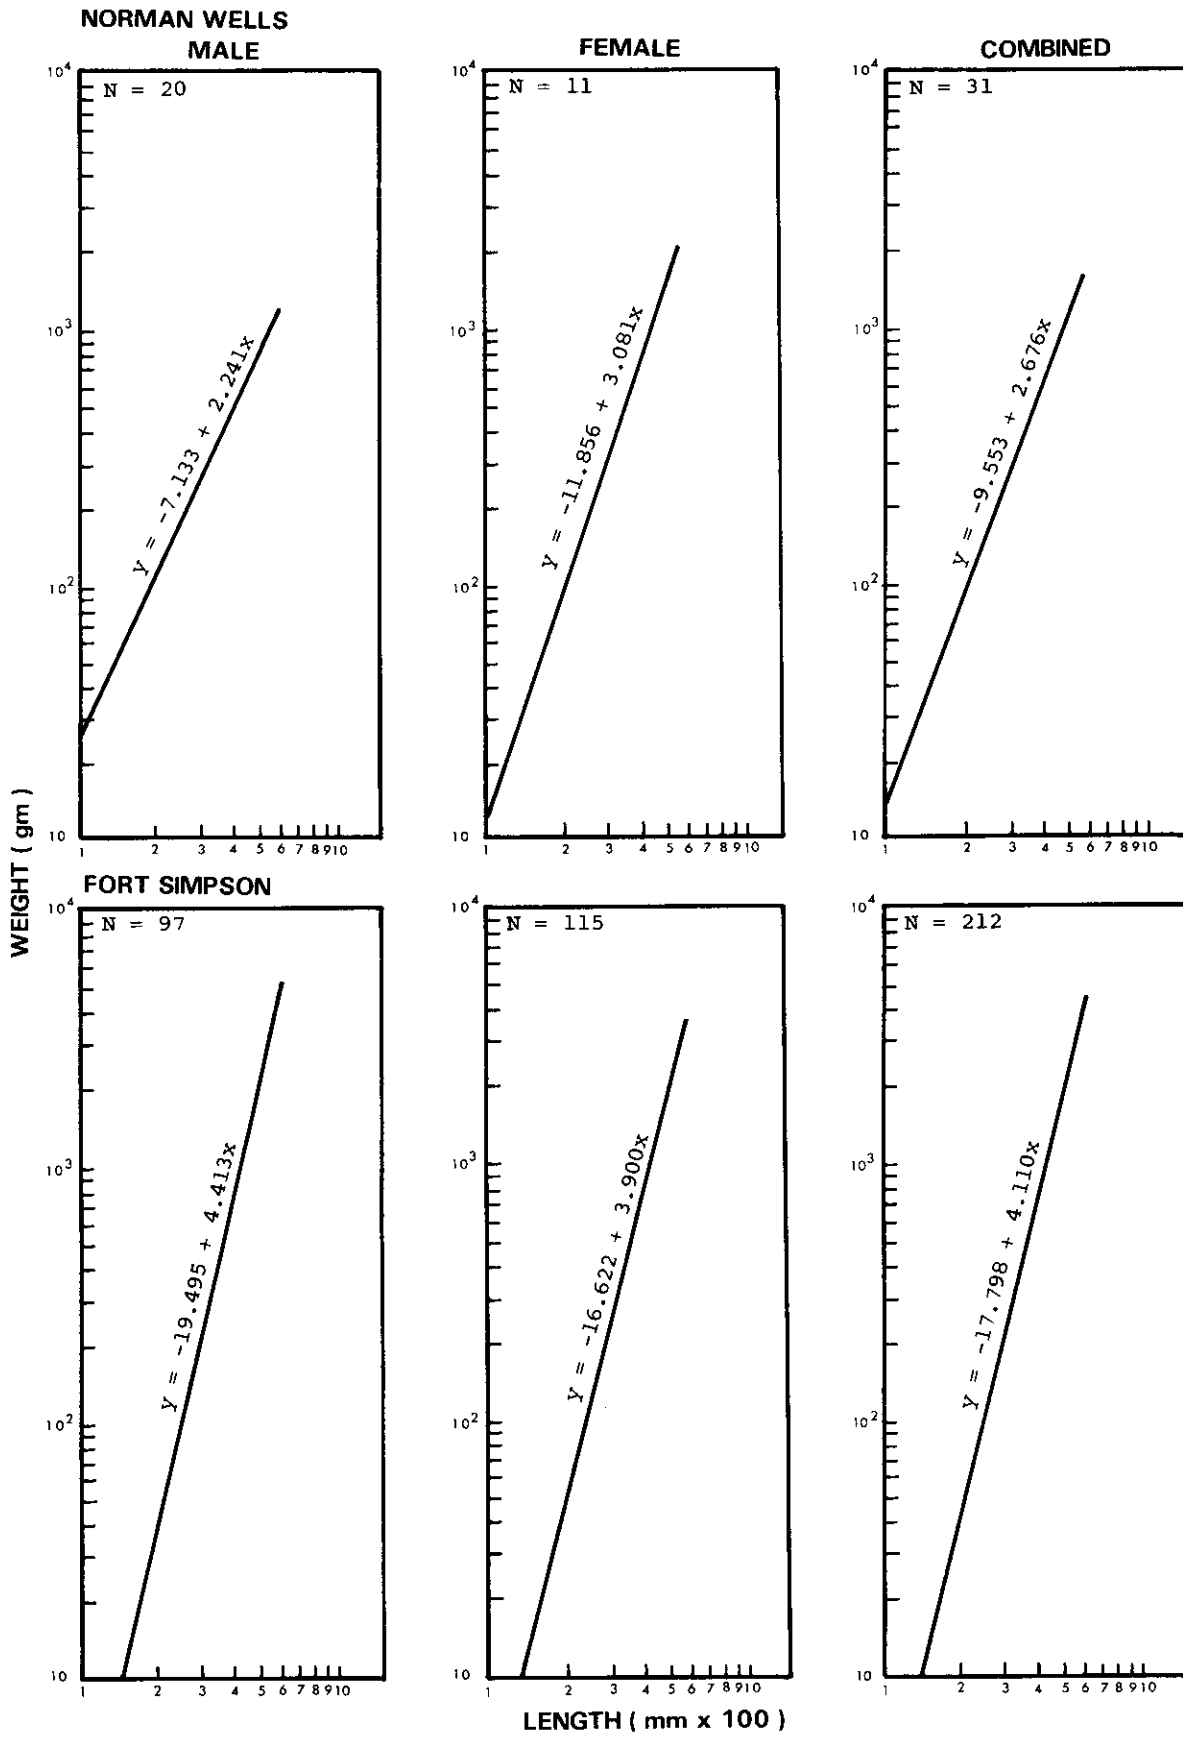 NORMAN WELLS
MALE
FEMALE
COMBINED
10⁴
N = 20
10³
10²
10
y = -7.133 + 2.241x
1 2 3 4 5 6 7 8 9 10
10⁴
N = 11
10³
10²
10
y = -11.856 + 3.081x
1 2 3 4 5 6 7 8 9 10
10⁴
N = 31
10³
10²
10
y = -9.553 + 2.676x
1 2 3 4 5 6 7 8 9 10
WEIGHT ( gm )
FORT SIMPSON
10⁴
N = 97
10³
10²
10
y = -19.495 + 4.413x
1 2 3 4 5 6 7 8 9 10
10⁴
N = 115
10³
10²
10
y = -16.622 + 3.900x
1 2 3 4 5 6 7 8 9 10
10⁴
N = 212
10³
10²
10
y = -17.798 + 4.110x
1 2 3 4 5 6 7 8 9 10
LENGTH ( mm x 100 )